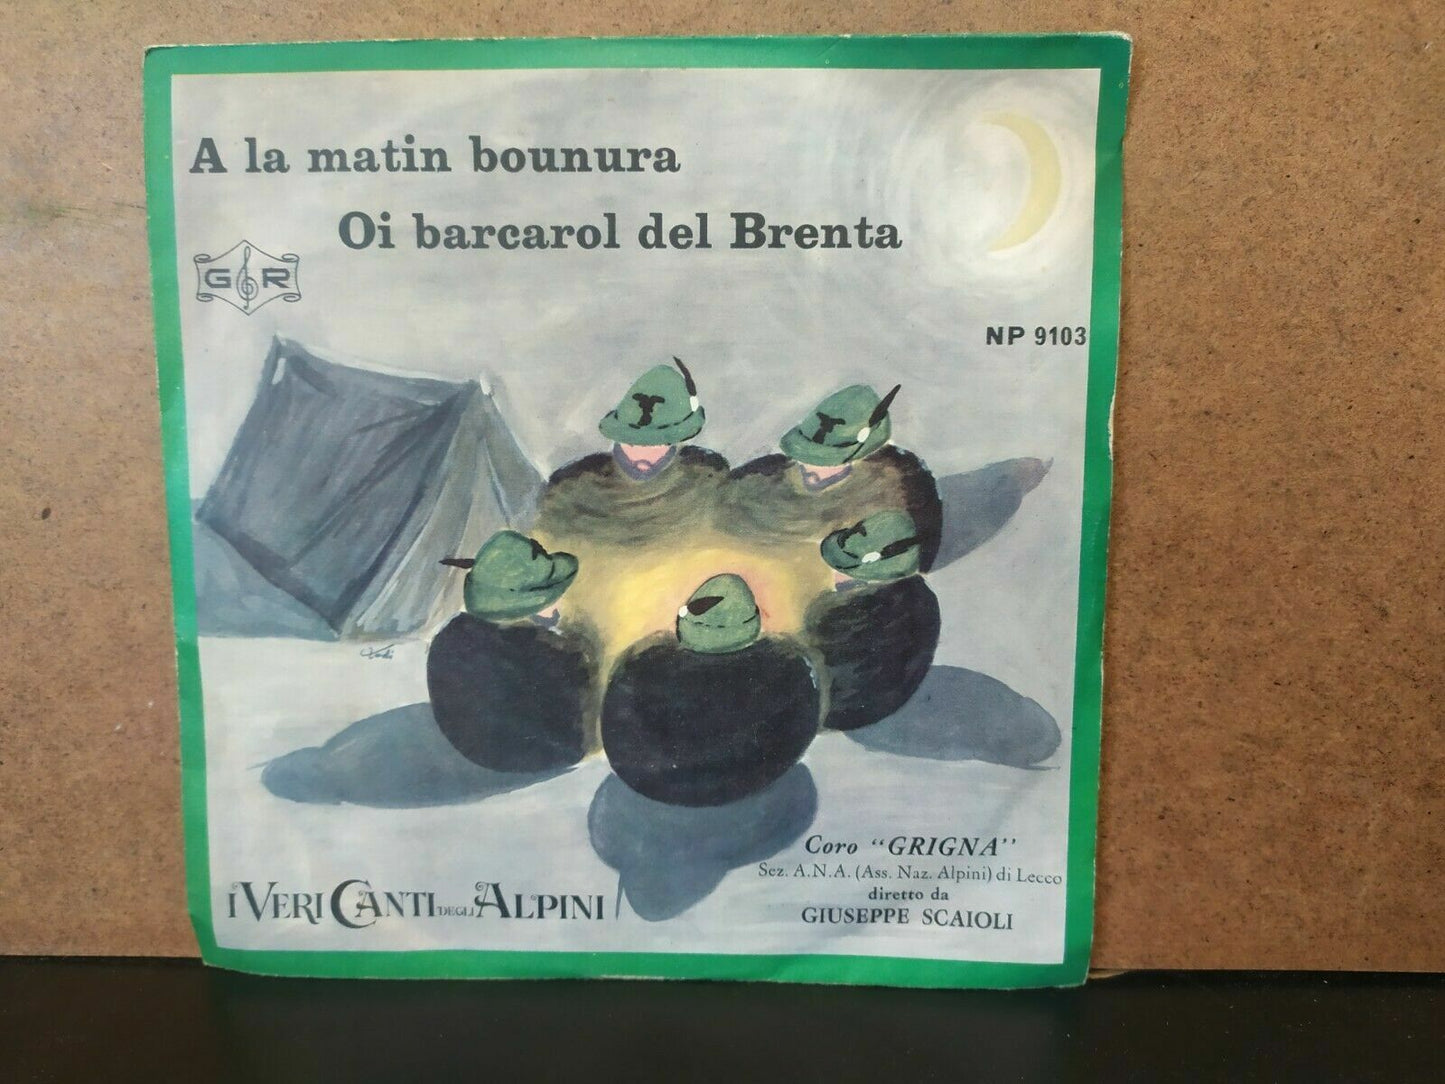 A la matin bounura
Oi barcarol del Brenta
G R
NP 9103
Coro “GRIGNA”
Sez. A.N.A. (Ass. Naz. Alpini) di Lecco
diretto da
GIUSEPPE SCAIOLI
I VERI CANTI DEGLI ALPINI